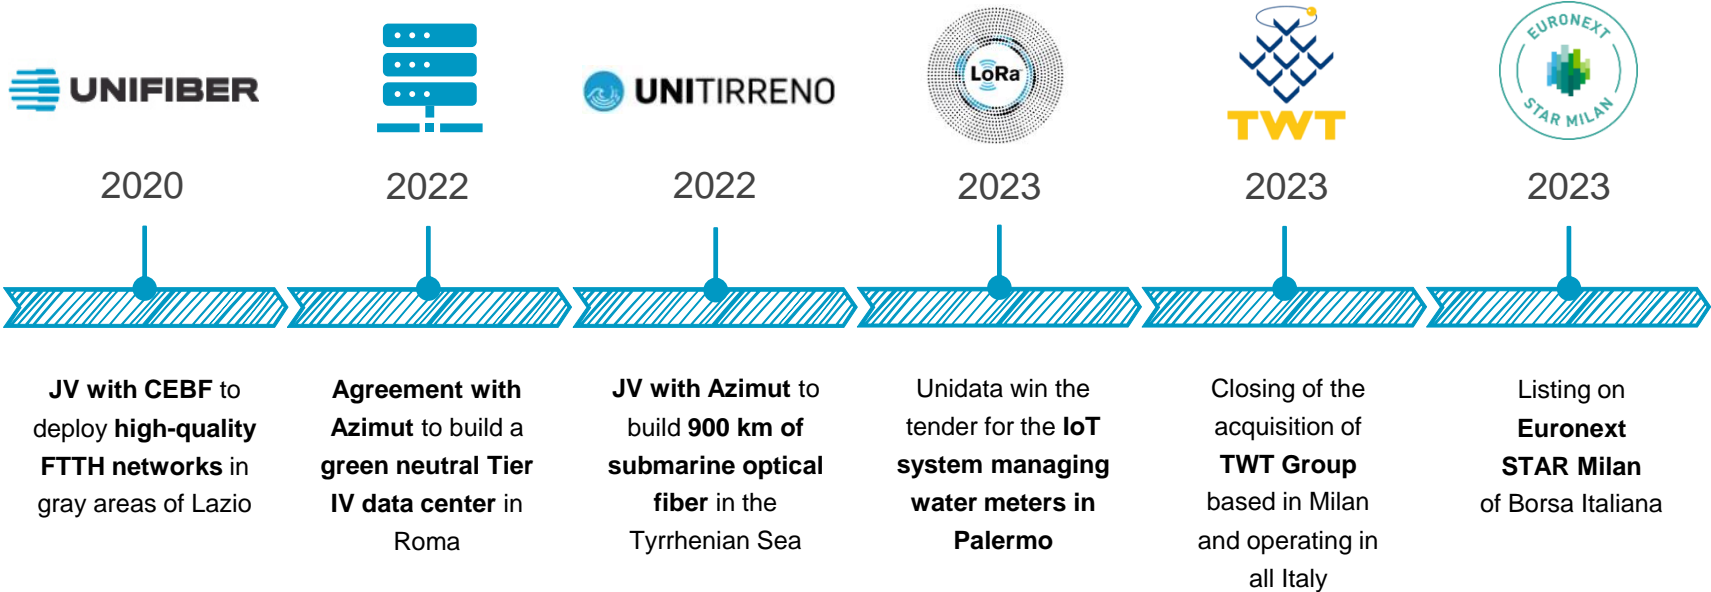 UNIFIBER
2020
JV with CEBF to
deploy high-quality
FTTH networks in
gray areas of Lazio
2022
Agreement with
Azimut to build a
green neutral Tier
IV data center in
Roma
UNITIRRENO
2022
JV with Azimut to
build 900 km of
submarine optical
fiber in the
Tyrrhenian Sea
LoRa
2023
Unidata win the
tender for the IoT
system managing
water meters in
Palermo
TWT
2023
Closing of the
acquisition of
TWT Group
based in Milan
and operating in
all Italy
EURONEXT
STAR MILAN
2023
Listing on
Euronext
STAR Milan
of Borsa Italiana